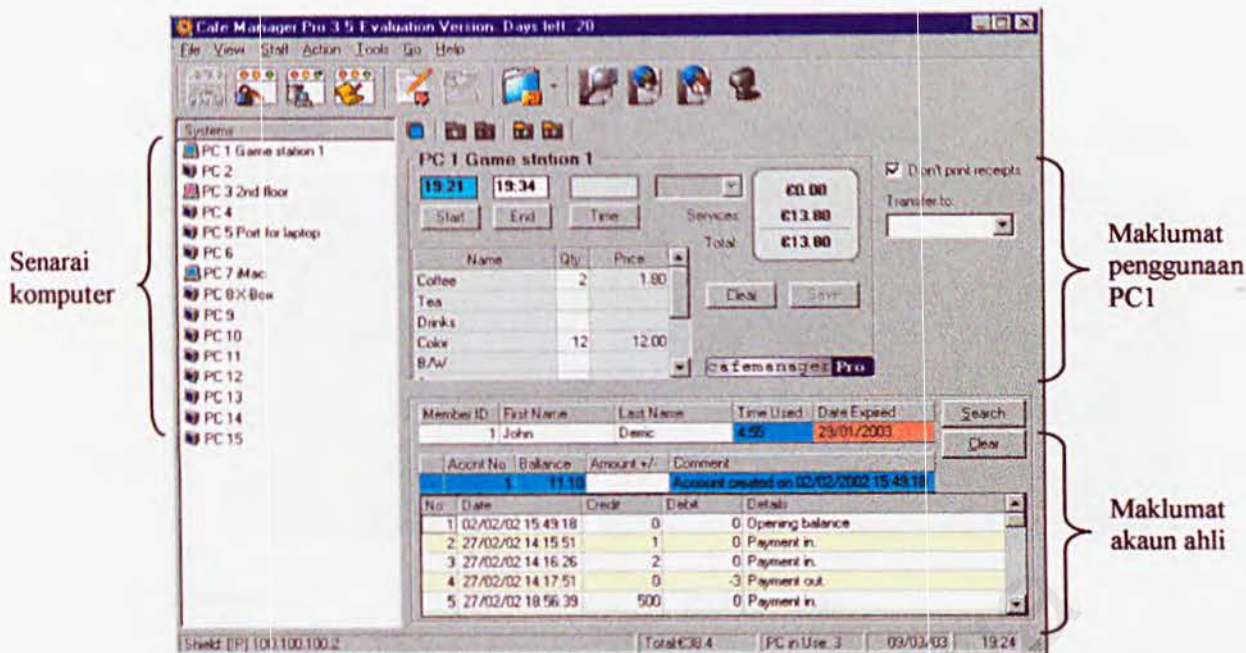 Cafe Manager Pro 3.5 Evaluation Version. Days left: 20
File View Staff Action Tools Go Help
Systems
PC 1 Game station 1
PC 2
PC 3 2nd floor
PC 4
PC 5 Port for laptop
PC 6
PC 7 iMac
PC 8 X-Box
PC 9
PC 10
PC 11
PC 12
PC 13
PC 14
PC 15
Senarai
komputer
PC 1 Game station 1
19:21 19:34
Start End Time
Services:
Total:
€0.00
€13.80
€13.80
Don't print receipts
Transfer to:
Name Qty Price
Coffee 2 1.80
Tea
Drinks
Color 12 12.00
B/W
Clear Save
cafemanager Pro
Maklumat
penggunaan
PC1
Member ID First Name Last Name Time Used Date Expired
1 John Derric 4:55 29/01/2003
Search
Clear
Accnt No Ballance Amount +/- Comment
1 11.10 Account created on 02/02/2002 15:49:18
No Date Credit Debit Details
1 02/02/02 15:49:18 0 0 Opening balance
2 27/02/02 14:15:51 1 0 Payment in.
3 27/02/02 14:16:26 2 0 Payment in.
4 27/02/02 14:17:51 0 -3 Payment out.
5 27/02/02 18:56:39 500 0 Payment in.
Maklumat
akaun ahli
Shield: [IP] 100.100.100.2 Total:€38.4 PC in Use: 3 09/03/03 19:24